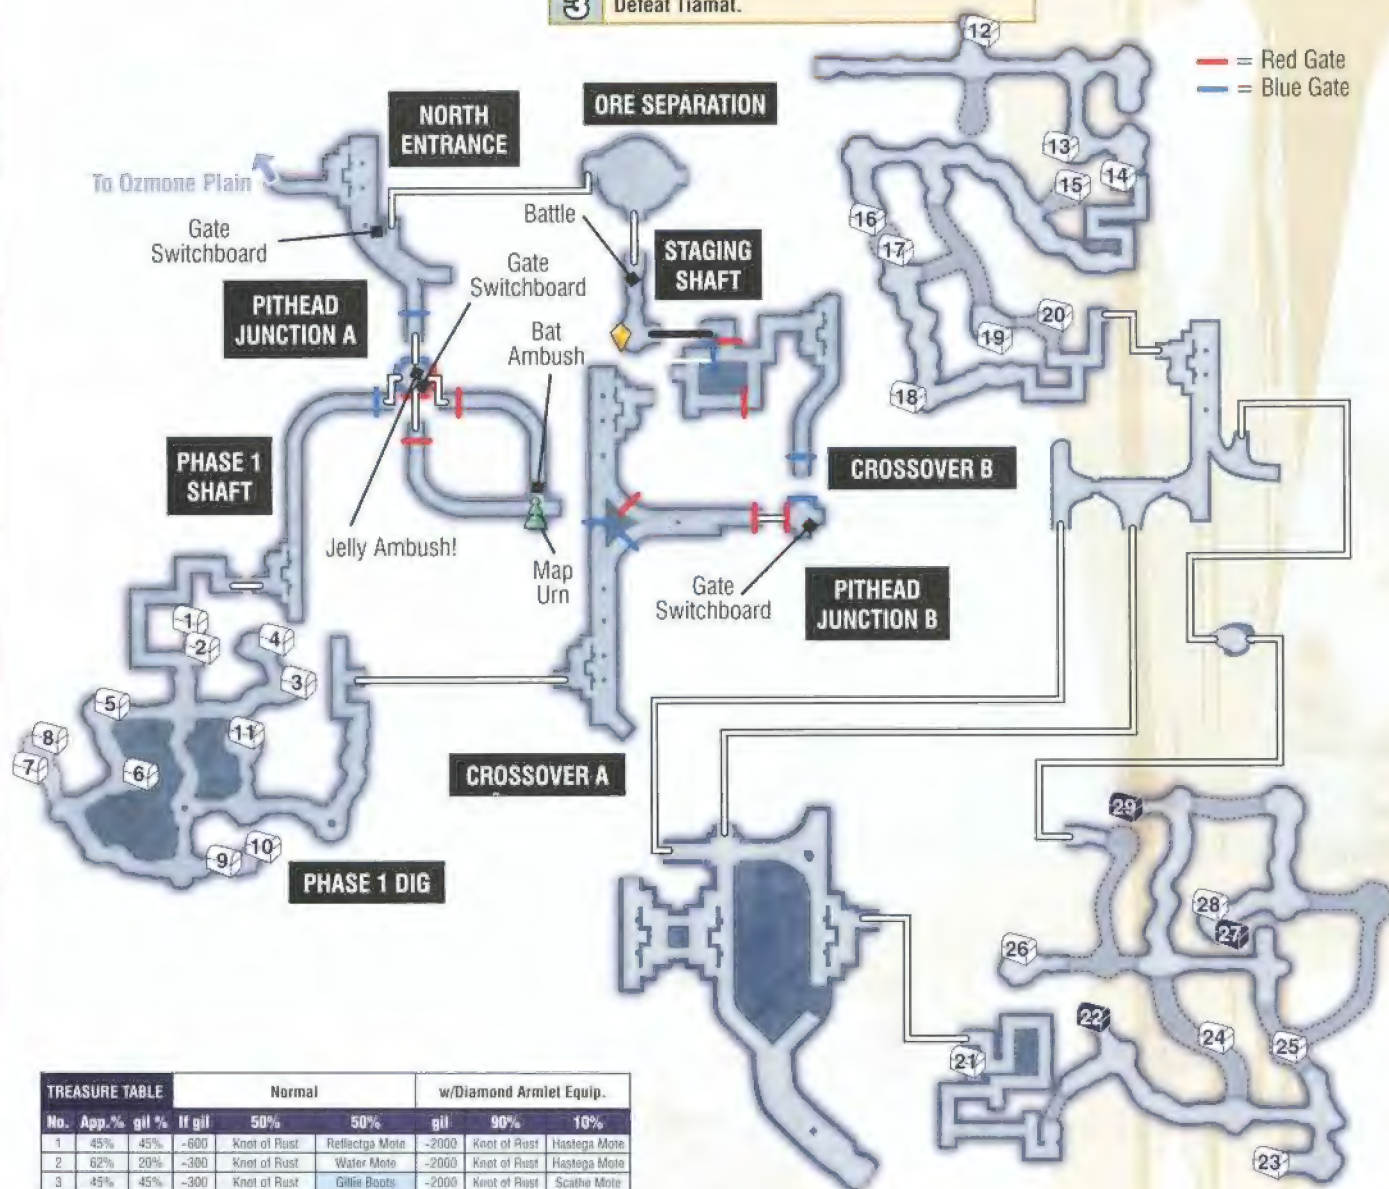 3 Defeat Tiamat.
= Red Gate
= Blue Gate
NORTH
ENTRANCE
ORE SEPARATION
To Ozmone Plain
Gate
Switchboard
Battle
STAGING
SHAFT
Gate
Switchboard
PITHEAD
JUNCTION A
Bat
Ambush
PHASE 1
SHAFT
CROSSOVER B
Jelly Ambush!
Map
Urn
Gate
Switchboard
PITHEAD
JUNCTION B
CROSSOVER A
PHASE 1 DIG
12
13
14
15
16
17
18
19
20
1
2
3
4
5
6
7
8
9
10
11
21
22
23
24
25
26
27
28
29
TREASURE TABLE Normal w/Diamond Armlet Equip.
No. App.% gil % If gil 50% 50% gil 90% 10%
1 45% 45% ~600 Knot of Rust Reflectga Mote ~2000 Knot of Rust Hastega Mote
2 62% 20% ~300 Knot of Rust Water Mote ~2000 Knot of Rust Hastega Mote
3 45% 45% ~300 Knot of Rust Gillie Boots ~2000 Knot of Rust Scathe Mote